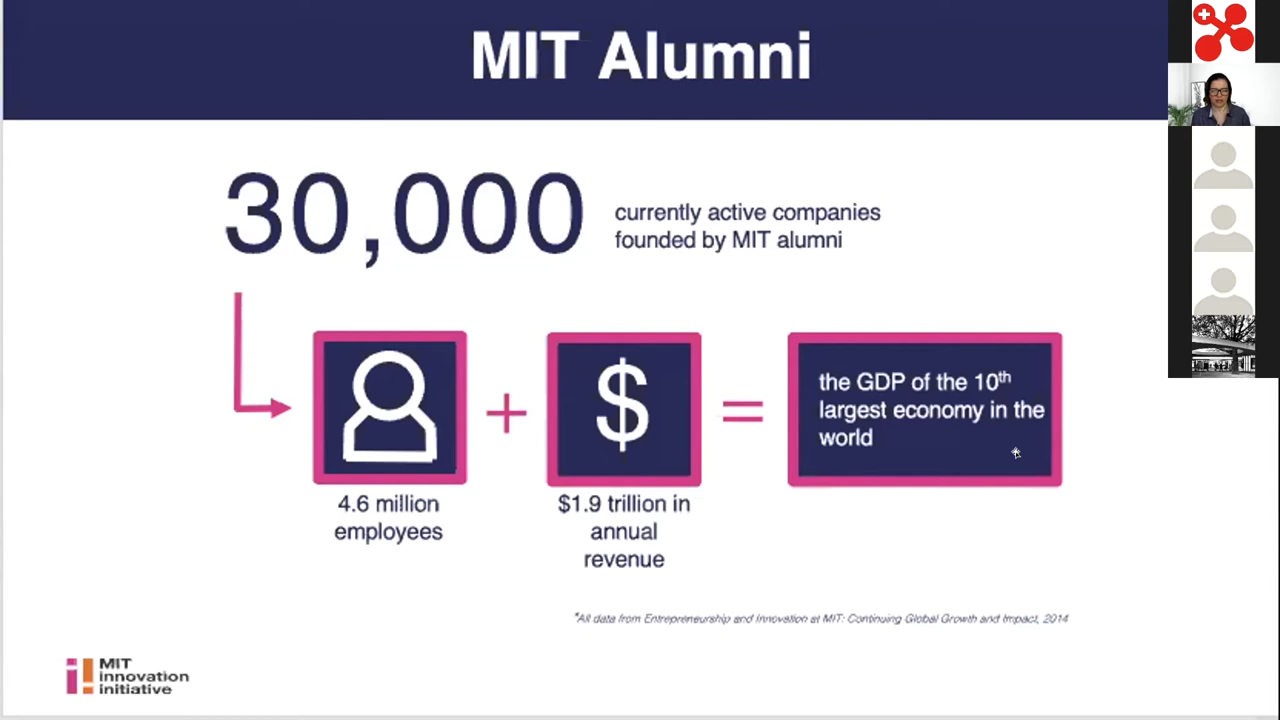 MIT Alumni
30,000
currently active companies
founded by MIT alumni
$
the GDP of the 10th
largest economy in the
world
4.6 million
employees
$1.9 trillion in
annual
revenue
*All data from Entrepreneurship and Innovation at MIT: Continuing Global Growth and Impact, 2014
MIT
innovation
initiative